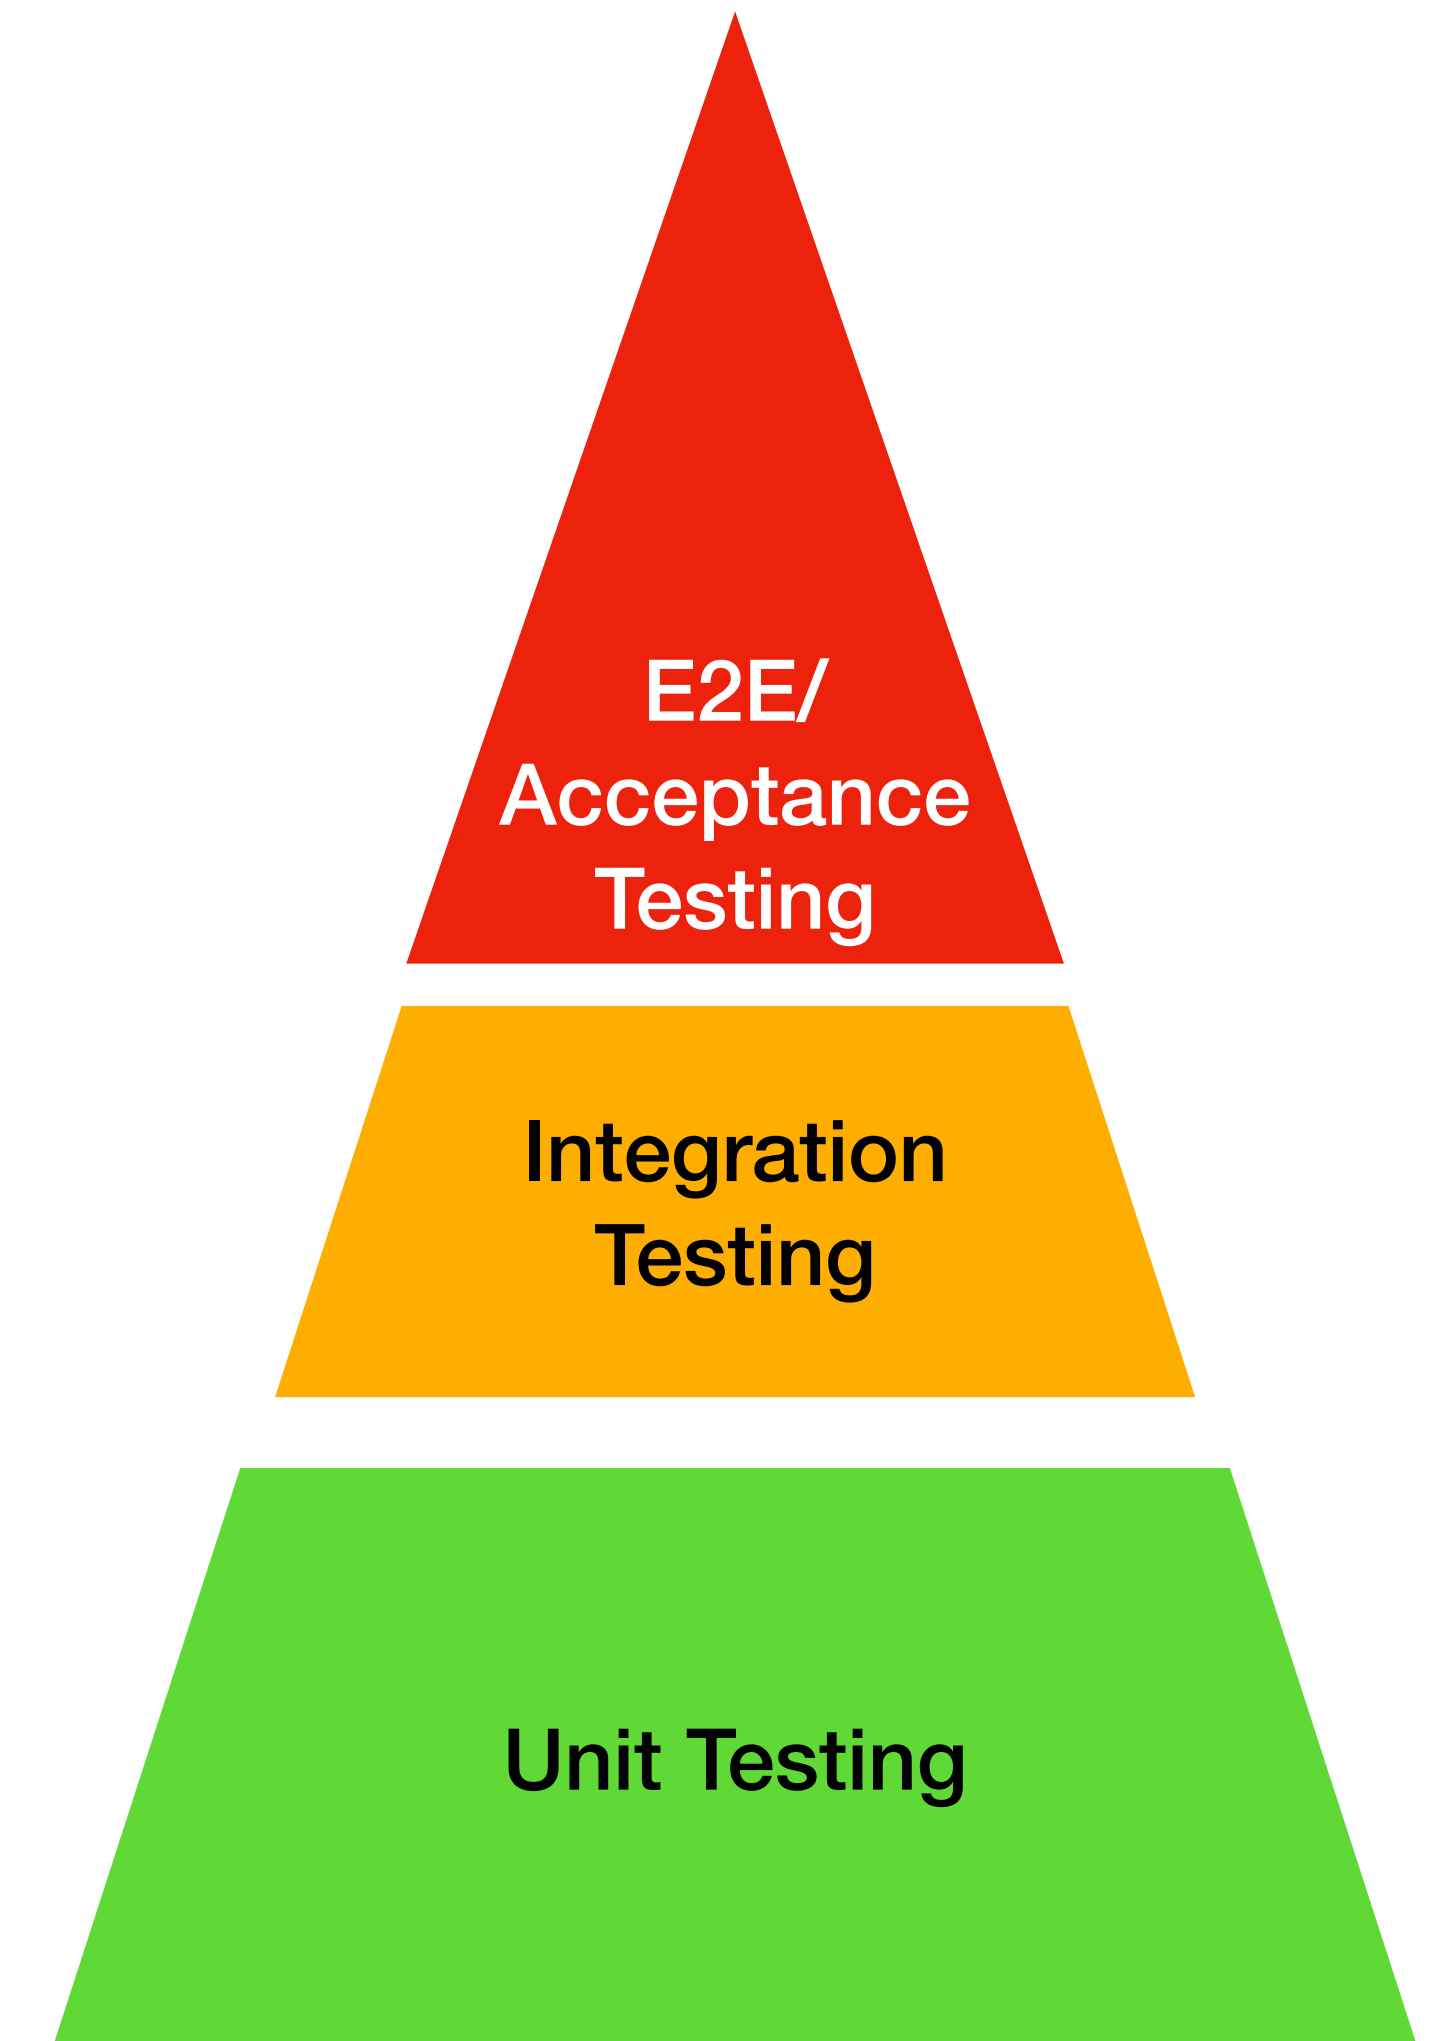 E2E/
Acceptance
Testing
Integration
Testing
Unit Testing